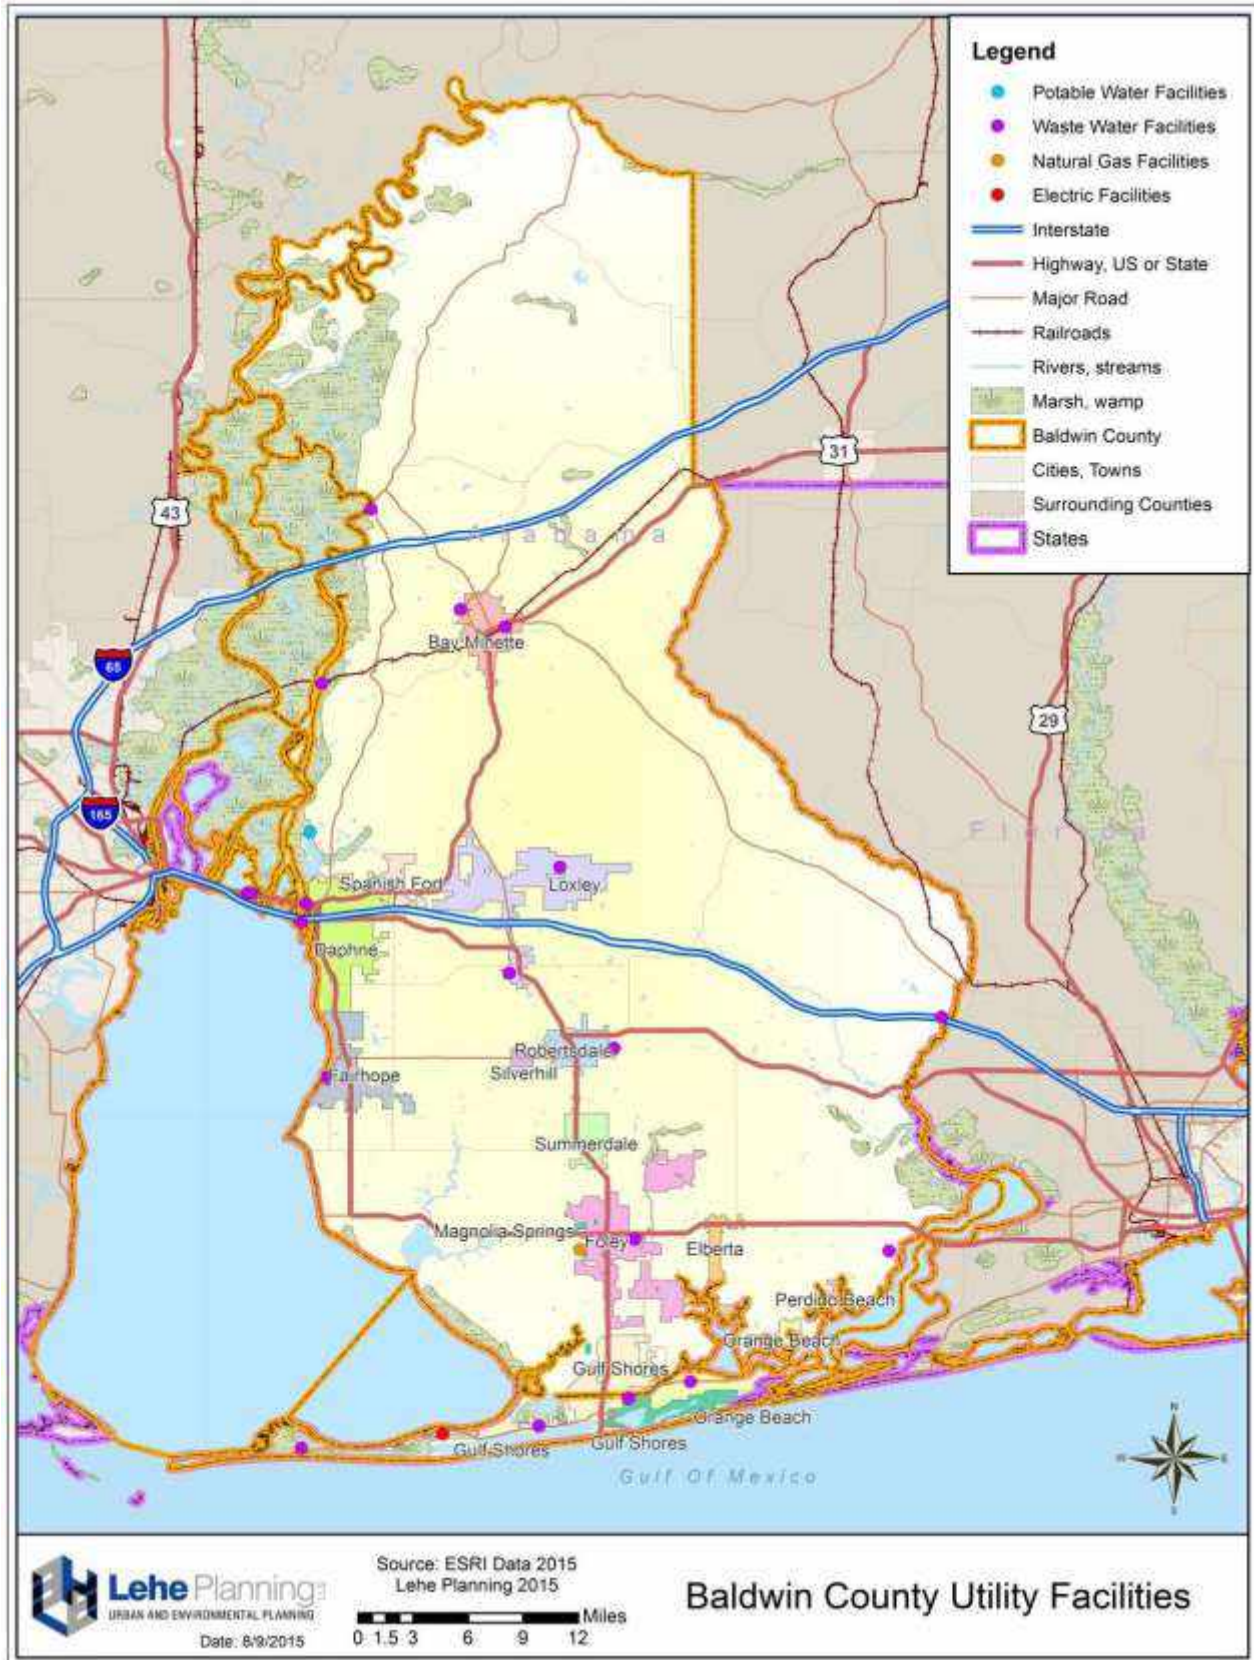 Legend
Potable Water Facilities
Waste Water Facilities
Natural Gas Facilities
Electric Facilities
Interstate
Highway, US or State
Major Road
Railroads
Rivers, streams
Marsh, wamp
Baldwin County
Cities, Towns
Surrounding Counties
States
31
43
Alabama
Bay Minette
65
29
165
Florida
Spanish Fort
Loxley
Daphne
Robertsdale
Silverhill
Fairhope
Summerdale
Magnolia Springs
Foley
Elberta
Perdido Beach
Orange Beach
Gulf Shores
Orange Beach
Gulf Shores
Gulf Shores
Gulf Of Mexico
N
W
E
S
Lehe Planning
URBAN AND ENVIRONMENTAL PLANNING
Date: 8/9/2015
Source: ESRI Data 2015
Lehe Planning 2015
Miles
0 1.5 3 6 9 12
Baldwin County Utility Facilities